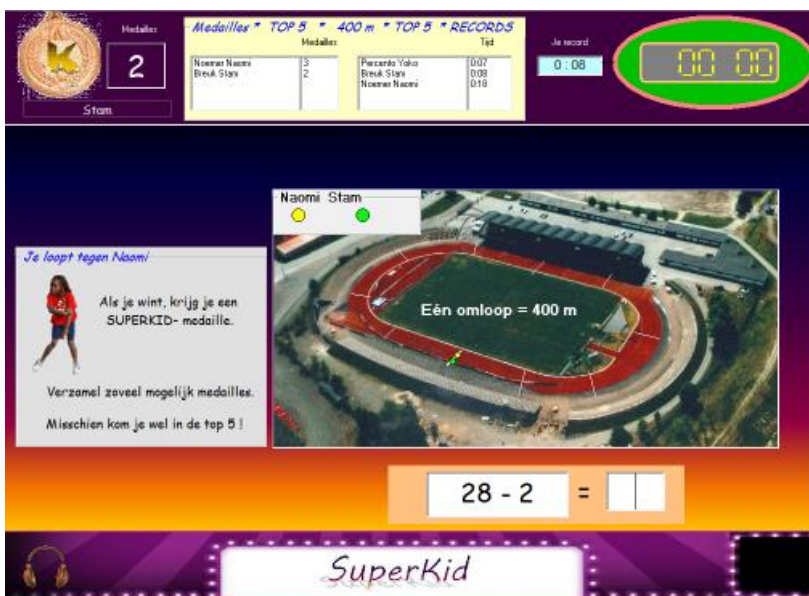 Medailles
2
K
Stam
Medailles * TOP 5 * 400 m * TOP 5 * RECORDS
Medailles
Noemer Naomi 3
Breuk Stam 2
Tijd
Percento Yoko 0:07
Breuk Stam 0:08
Noemer Naomi 0:18
Je record
0 : 08
00 00
Naomi Stam
Eén omloop = 400 m
Je loopt tegen Naomi
Als je wint, krijg je een
SUPERKID- medaille.
Verzamel zoveel mogelijk medailles.
Misschien kom je wel in de top 5 !
28 - 2 =
SuperKid